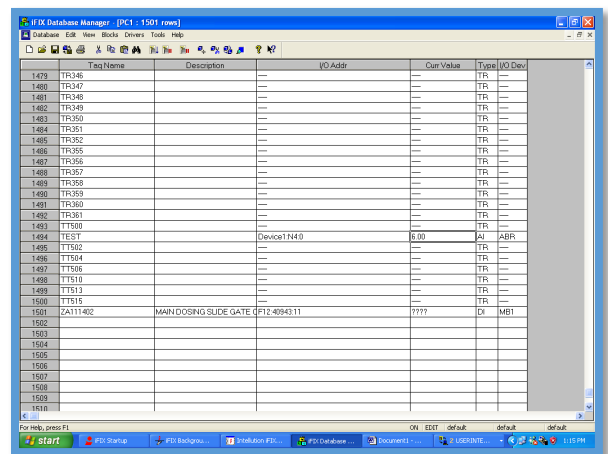 iFIX Database Manager - [PC1 : 1501 rows]
Database Edit View Blocks Drivers Tools Help
Tag Name Description I/O Addr Curr Value Type I/O Dev
1479 TR346 — — TR —
1480 TR347 — — TR —
1481 TR348 — — TR —
1482 TR349 — — TR —
1483 TR350 — — TR —
1484 TR351 — — TR —
1485 TR352 — — TR —
1486 TR355 — — TR —
1487 TR356 — — TR —
1488 TR357 — — TR —
1489 TR358 — — TR —
1490 TR359 — — TR —
1491 TR360 — — TR —
1492 TR361 — — TR —
1493 TT500 — — TR —
1494 TEST Device1:N4:0 6.00 AI ABR
1495 TT502 — — TR —
1496 TT504 — — TR —
1497 TT506 — — TR —
1498 TT510 — — TR —
1499 TT513 — — TR —
1500 TT515 — — TR —
1501 ZA111402 MAIN DOSING SLIDE GATE F12:40943:11 ???? DI MB1
1502
1503
1504
1505
1506
1507
1508
1509
1510
For Help, press F1 ON EDIT default default default
start iFIX Startup iFIX Backgrou... Intellution iFIX... iFIX Database ... Document1 - ... 2 USERINTE... 1:15 PM